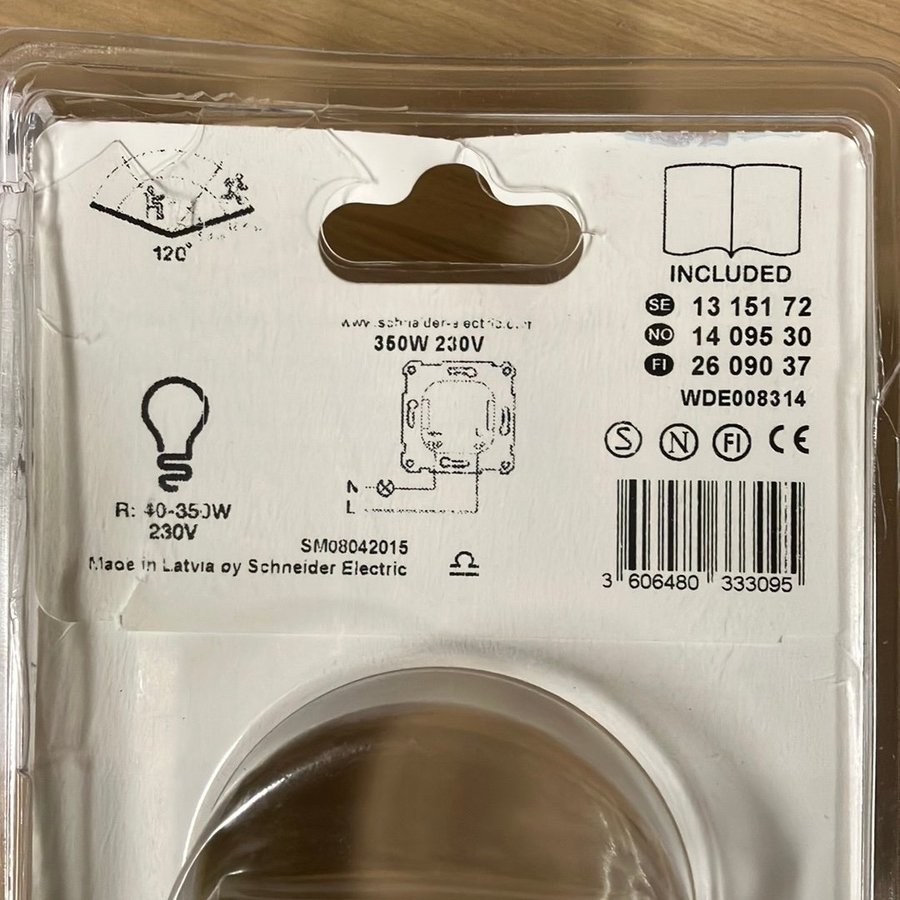 120°
INCLUDED
SE 13 151 72
NO 14 095 30
FI 26 090 37
WDE008314
S N FI CE
www.schneider-electric.com
350W 230V
N
L
R: 40-350W
230V
SM08042015
Made in Latvia by Schneider Electric
3 606480 333095